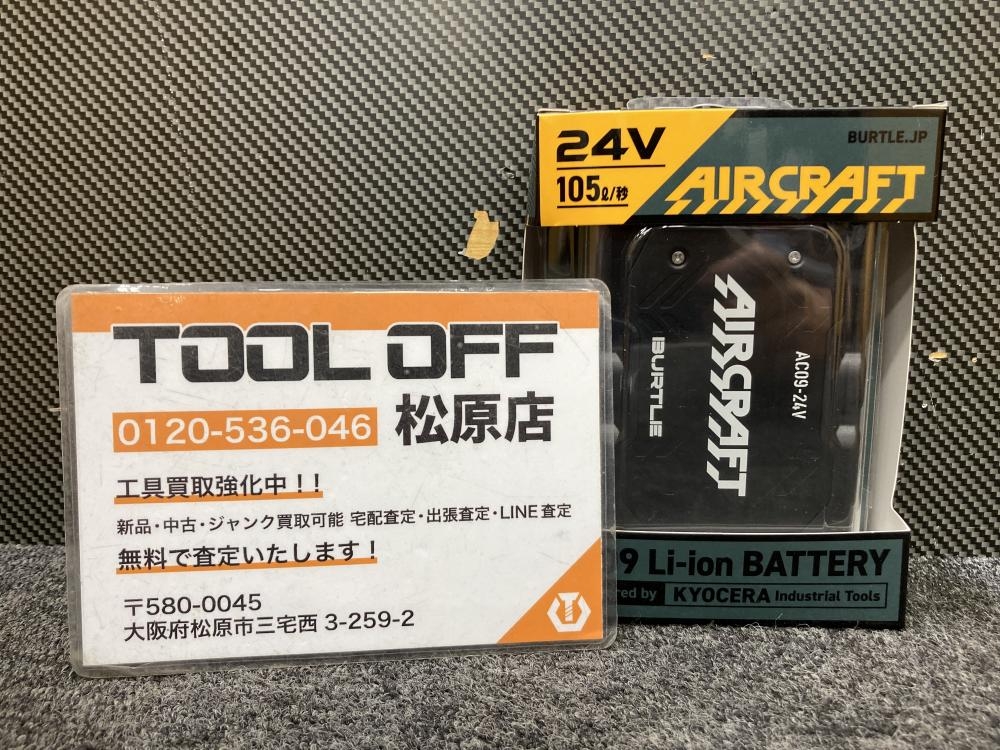 TOOL OFF
0120-536-046 松原店
工具買取強化中!!
新品・中古・ジャンク買取可能 宅配査定・出張査定・LINE査定
無料で査定いたします!
〒580-0045
大阪府松原市三宅西 3-259-2
24V
105ℓ/秒
BURTLE.JP
AIRCRAFT
AIRCRAFT
BURTLE
AC09-24V
9 Li-ion BATTERY
red by KYOCERA Industrial Tools